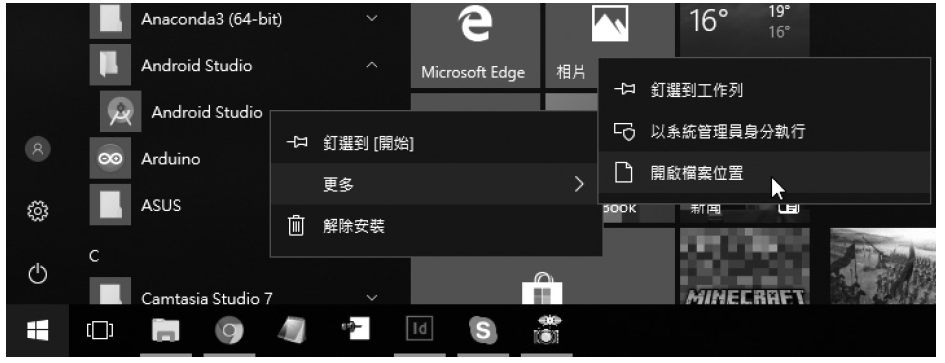 Anaconda3 (64-bit)
Android Studio
Android Studio
Arduino
ASUS
C
Camtasia Studio 7
釘選到 [開始]
更多
解除安裝
Microsoft Edge
相片
16°
19°
16°
釘選到工作列
以系統管理員身分執行
開啟檔案位置
book
新聞
MINECRAFT
Id